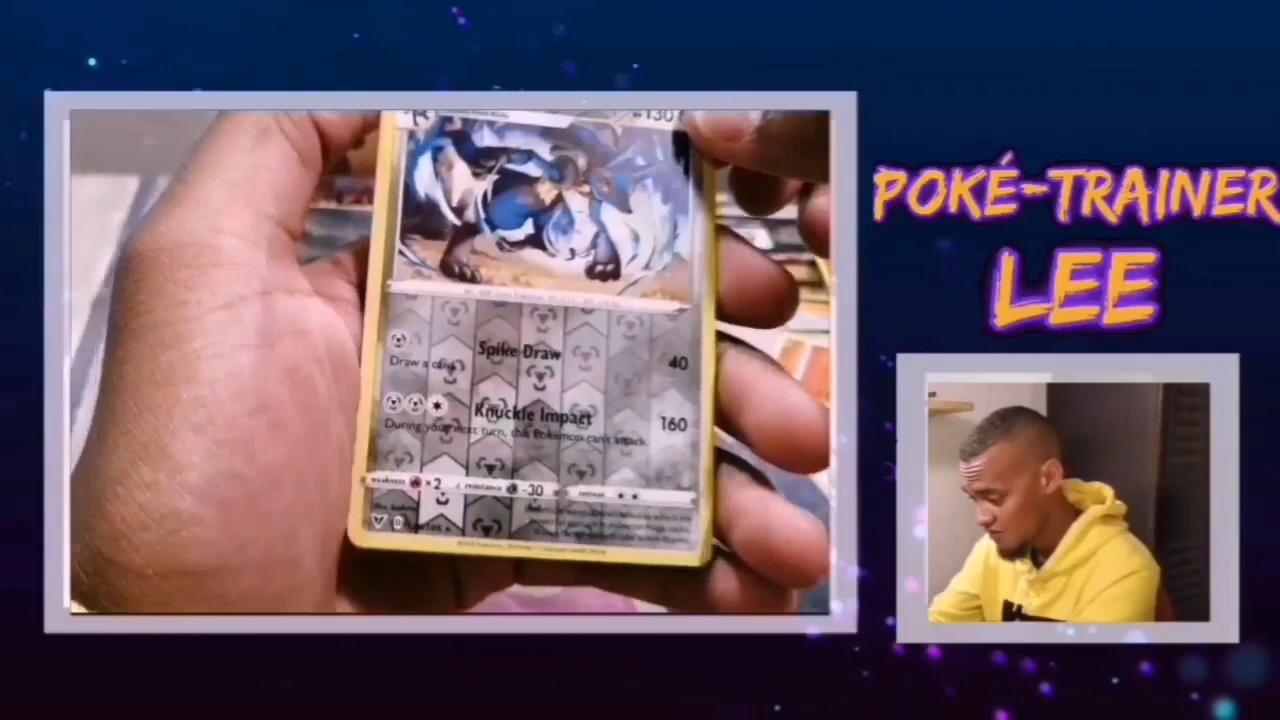 130
POKÉ-TRAINER
LEE
Spike Draw 40
Draw a card.
Knuckle Impact 160
During your next turn, this Pokémon can't attack.
weakness ×2 resistance -30 retreat